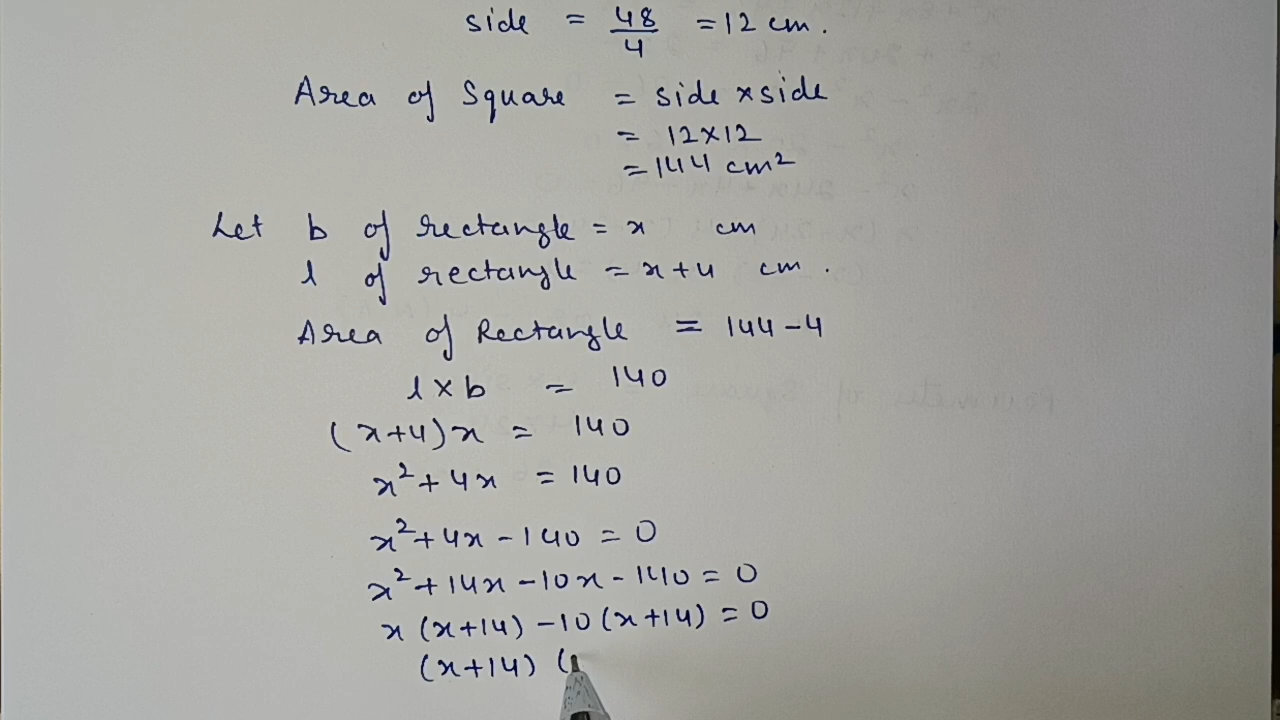 side = 48/4 = 12 cm.
Area of Square = side × side
= 12×12
= 144 cm²
Let b of rectangle = x cm
l of rectangle = x+4 cm.
Area of Rectangle = 144-4
l × b = 140
(x+4)x = 140
x²+4x = 140
x²+4x-140 = 0
x²+14x-10x-140 = 0
x(x+14)-10(x+14) = 0
(x+14)(